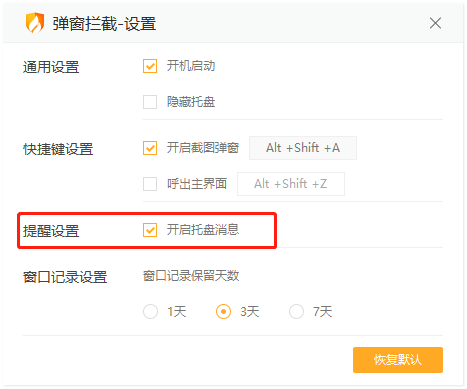 弹窗拦截-设置
通用设置 开机启动
隐藏托盘
快捷键设置 开启截图弹窗 Alt +Shift +A
呼出主界面 Alt +Shift +Z
提醒设置 开启托盘消息
窗口记录设置 窗口记录保留天数
1天 3天 7天
恢复默认